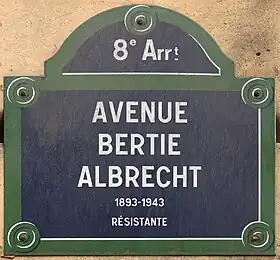 8e Arrt
AVENUE
BERTIE
ALBRECHT
1893-1943
RÉSISTANTE